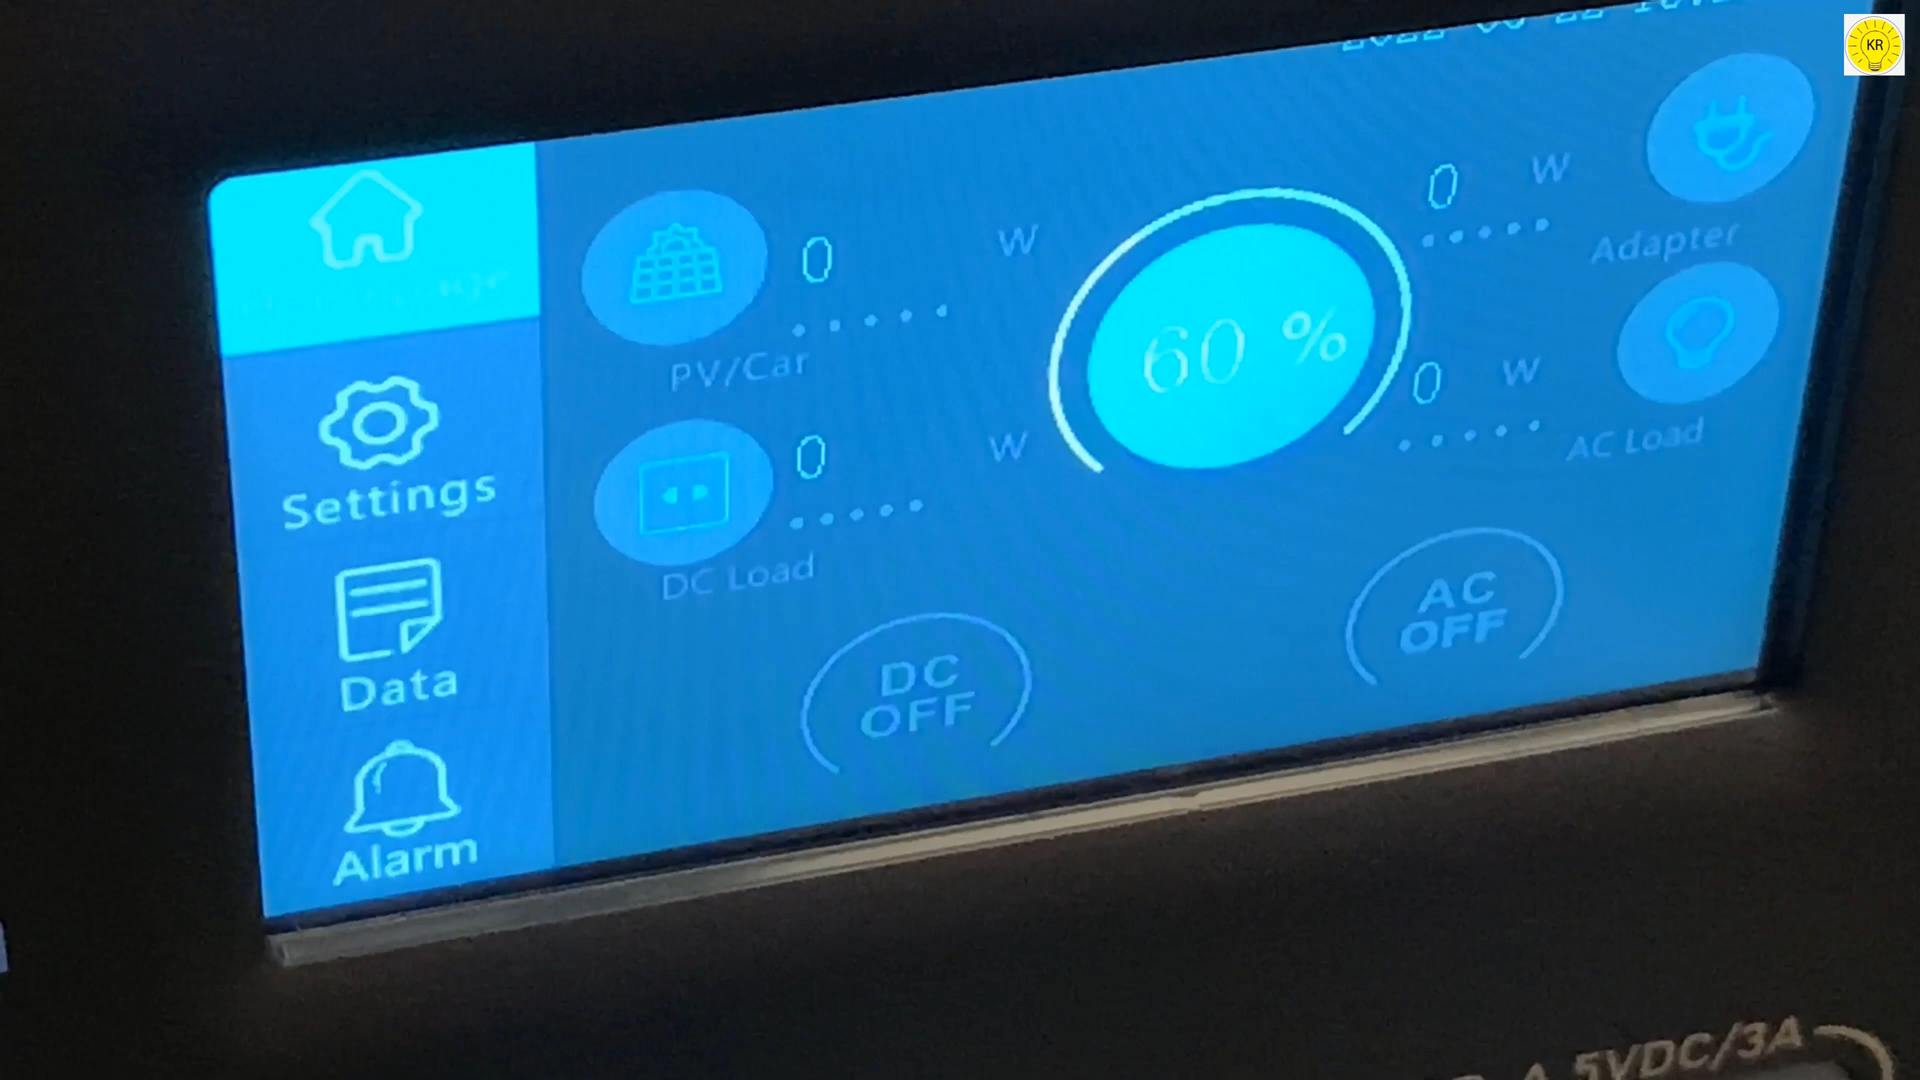 KR
0 W
Adapter
0 W
PV/Car
60 %
0 W
AC Load
0 W
DC Load
Settings
Data
Alarm
DC
OFF
AC
OFF
5VDC/3A